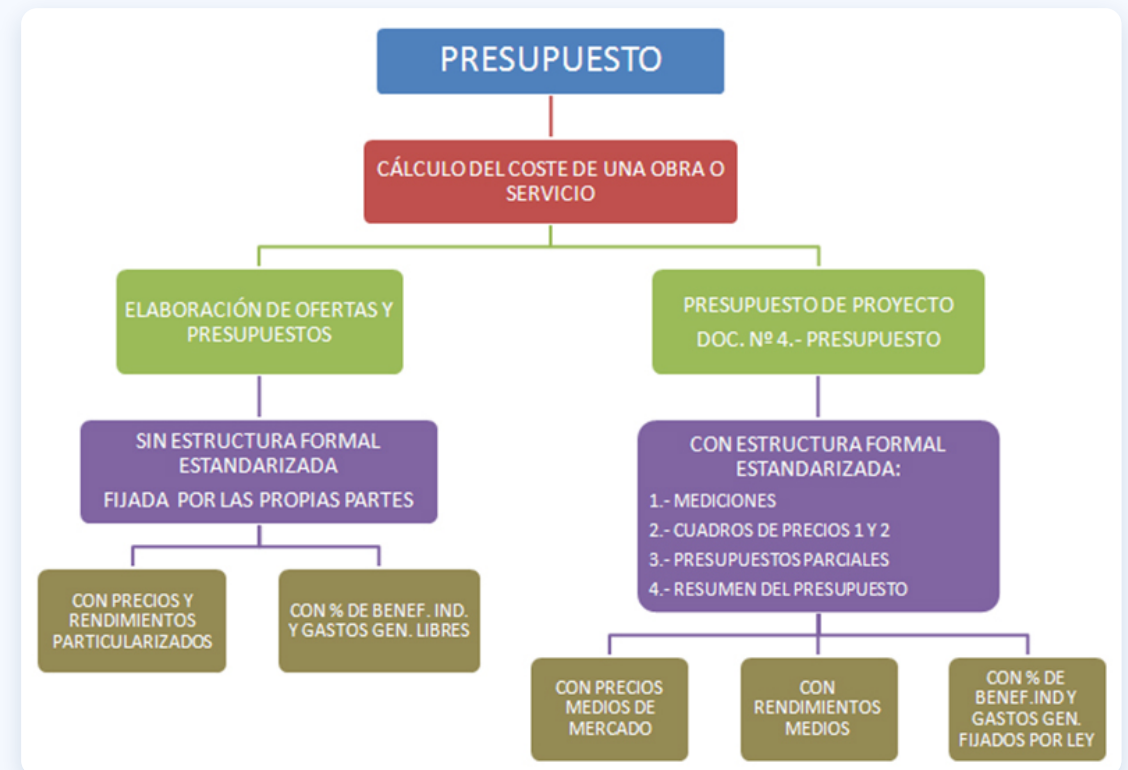 PRESUPUESTO
CÁLCULO DEL COSTE DE UNA OBRA O
SERVICIO
ELABORACIÓN DE OFERTAS Y
PRESUPUESTOS
PRESUPUESTO DE PROYECTO
DOC. Nº 4.- PRESUPUESTO
SIN ESTRUCTURA FORMAL
ESTANDARIZADA
FIJADA POR LAS PROPIAS PARTES
CON ESTRUCTURA FORMAL
ESTANDARIZADA:
1.- MEDICIONES
2.- CUADROS DE PRECIOS 1 Y 2
3.- PRESUPUESTOS PARCIALES
4.- RESUMEN DEL PRESUPUESTO
CON PRECIOS Y
RENDIMIENTOS
PARTICULARIZADOS
CON % DE BENEF. IND.
Y GASTOS GEN. LIBRES
CON PRECIOS
MEDIOS DE
MERCADO
CON
RENDIMIENTOS
MEDIOS
CON % DE
BENEF.IND Y
GASTOS GEN.
FIJADOS POR LEY